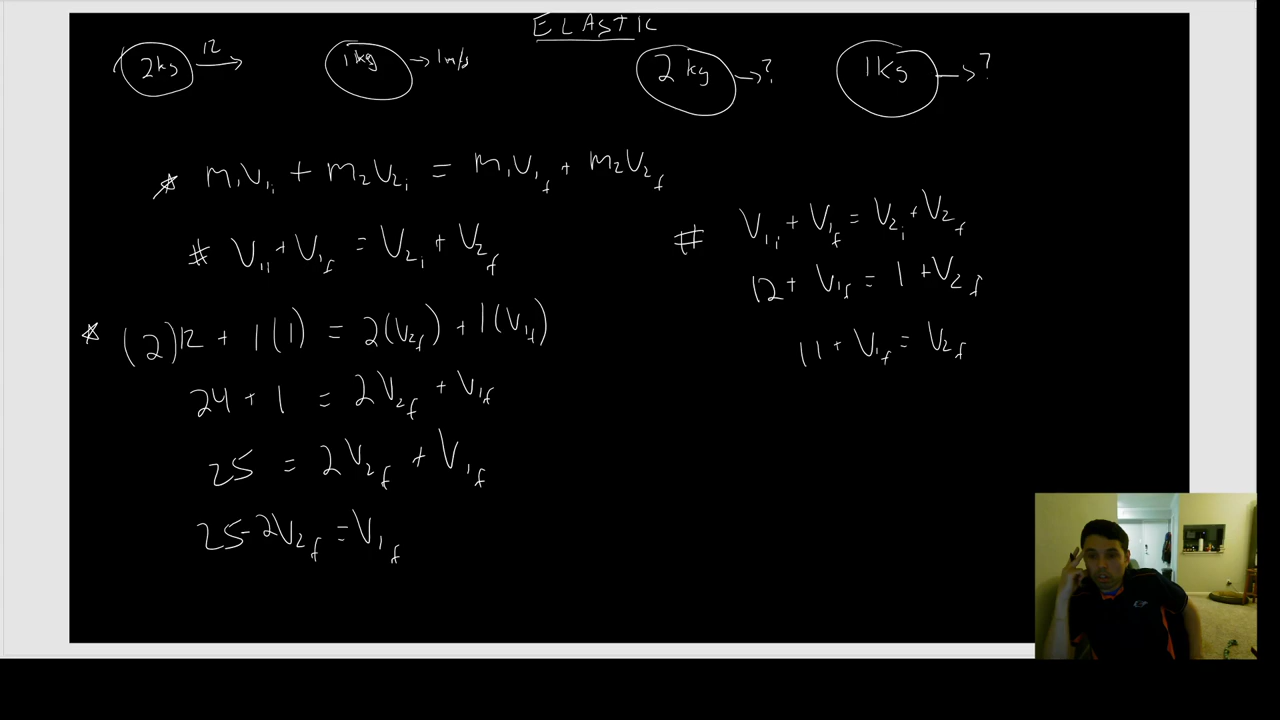 ELASTIC
2kg 12 → 1kg → 1m/s 2kg → ? 1kg → ?
* m₁V₁ᵢ + m₂V₂ᵢ = m₁V₁f + m₂V₂f
# V₁ᵢ + V₁f = V₂ᵢ + V₂f
* (2)12 + 1(1) = 2(V₂f) + 1(V₁f)
24 + 1 = 2V₂f + V₁f
25 = 2V₂f + V₁f
25 - 2V₂f = V₁f
# V₁ᵢ + V₁f = V₂ᵢ + V₂f
12 + V₁f = 1 + V₂f
11 + V₁f = V₂f